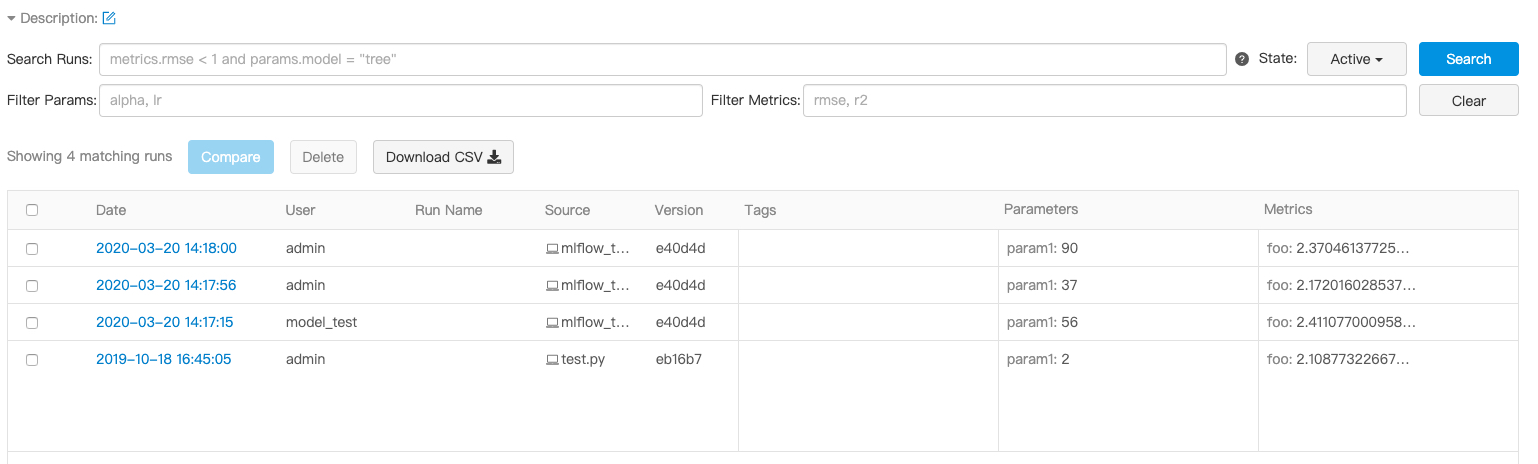 Description:
Search Runs: metrics.rmse < 1 and params.model = "tree" ? State: Active Search
Filter Params: alpha, lr Filter Metrics: rmse, r2 Clear
Showing 4 matching runs Compare Delete Download CSV
Date User Run Name Source Version Tags Parameters Metrics
2020-03-20 14:18:00 admin mlflow_t... e40d4d param1: 90 foo: 2.37046137725...
2020-03-20 14:17:56 admin mlflow_t... e40d4d param1: 37 foo: 2.172016028537...
2020-03-20 14:17:15 model_test mlflow_t... e40d4d param1: 56 foo: 2.411077000958...
2019-10-18 16:45:05 admin test.py eb16b7 param1: 2 foo: 2.10877322667...